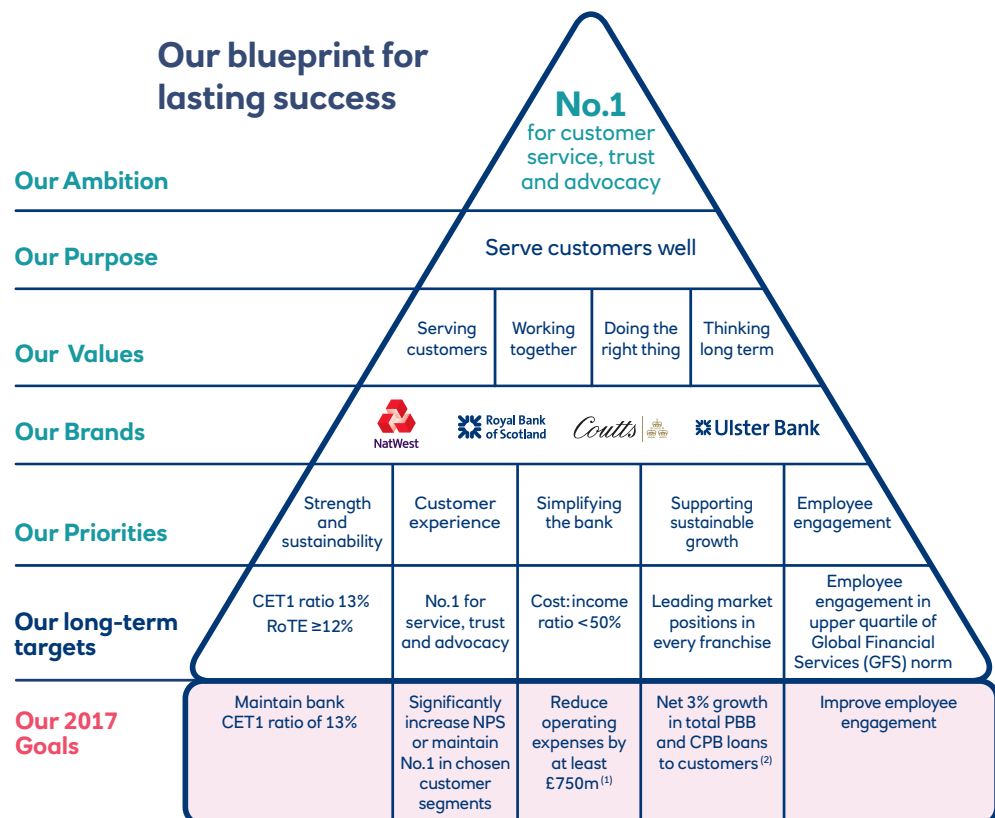 Our blueprint for
lasting success
No.1
for customer
service, trust
and advocacy
Our Ambition
Our Purpose
Serve customers well
Our Values
Serving
customers
Working
together
Doing the
right thing
Thinking
long term
Our Brands
NatWest
Royal Bank
of Scotland
Coutts
Ulster Bank
Our Priorities
Strength
and
sustainability
Customer
experience
Simplifying
the bank
Supporting
sustainable
growth
Employee
engagement
Our long-term
targets
CET1 ratio 13%
RoTE ≥12%
No.1 for
service, trust
and advocacy
Cost:income
ratio <50%
Leading market
positions in
every franchise
Employee
engagement in
upper quartile of
Global Financial
Services (GFS) norm
Our 2017
Goals
Maintain bank
CET1 ratio of 13%
Significantly
increase NPS
or maintain
No.1 in chosen
customer
segments
Reduce
operating
expenses by
at least
£750m(1)
Net 3% growth
in total PBB
and CPB loans
to customers(2)
Improve employee
engagement